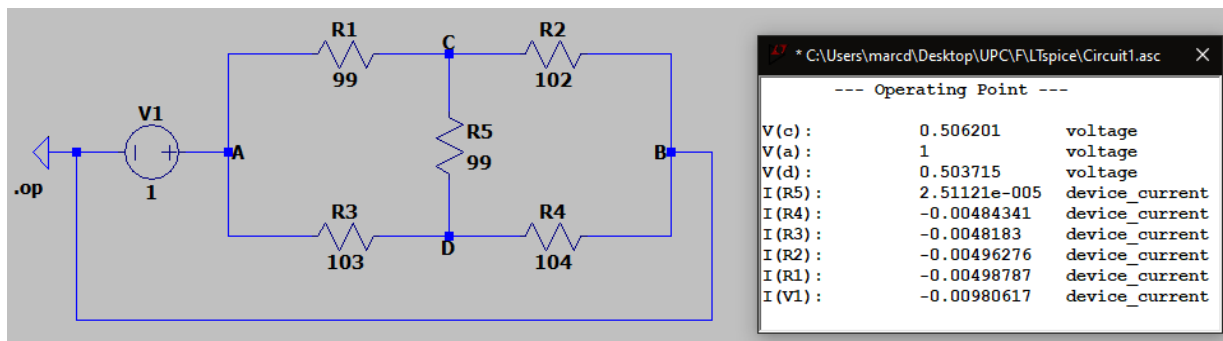 R1
99
C
R2
102
V1
1
A
R5
99
B
.op
R3
103
D
R4
104
* C:\Users\marcd\Desktop\UPC\F\LTspice\Circuit1.asc
--- Operating Point ---
V(c): 0.506201 voltage
V(a): 1 voltage
V(d): 0.503715 voltage
I(R5): 2.51121e-005 device_current
I(R4): -0.00484341 device_current
I(R3): -0.0048183 device_current
I(R2): -0.00496276 device_current
I(R1): -0.00498787 device_current
I(V1): -0.00980617 device_current